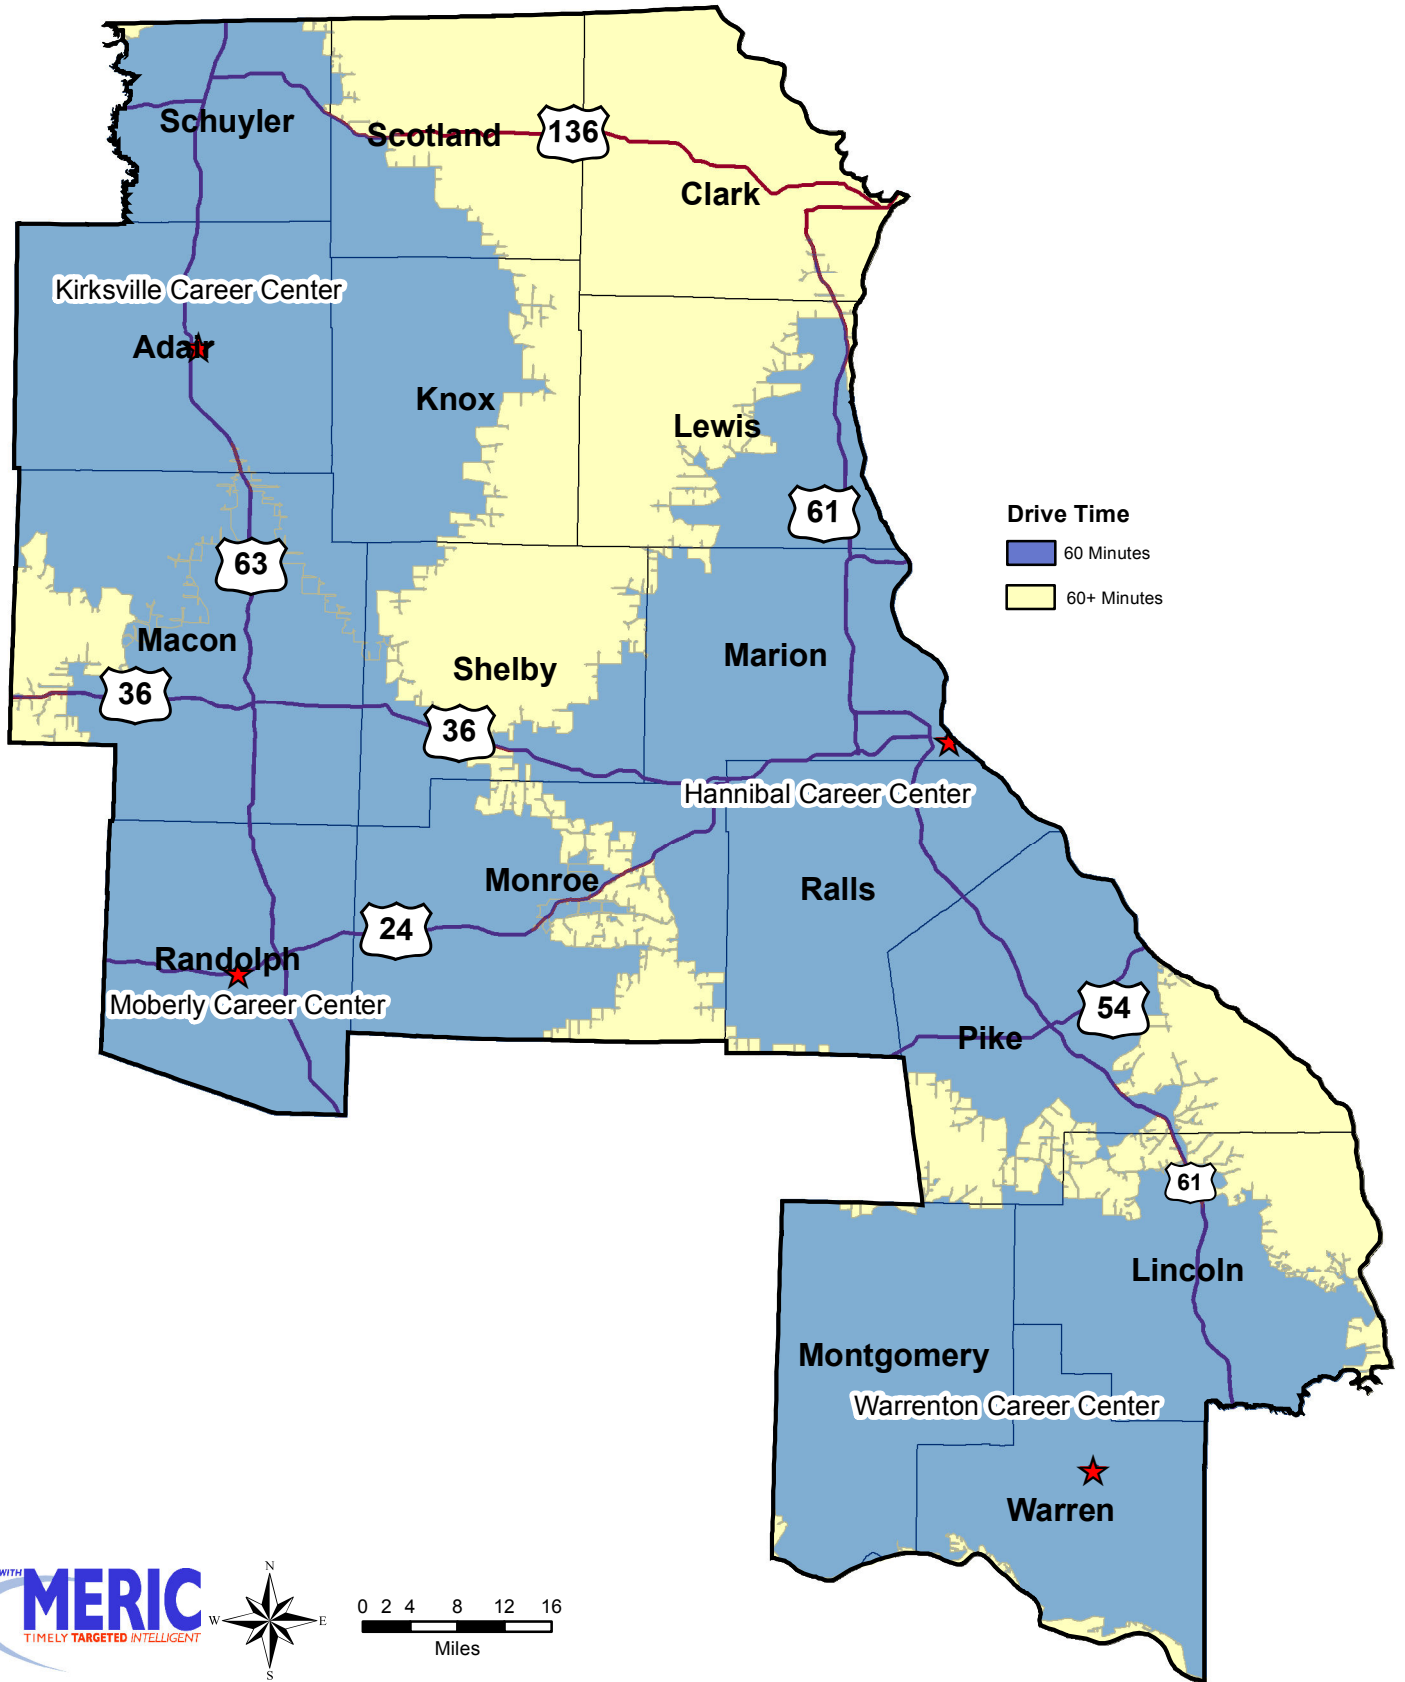 Schuyler
Scotland
136
Clark
Kirksville Career Center
Adair
Knox
Lewis
61
Drive Time
60 Minutes
60+ Minutes
63
Macon
Shelby
Marion
36
36
Hannibal Career Center
Monroe
Ralls
24
Randolph
Moberly Career Center
54
Pike
61
Lincoln
Montgomery
Warrenton Career Center
Warren
WITH
MERIC
TIMELY TARGETED INTELLIGENT
N
W E
S
0 2 4 8 12 16
Miles